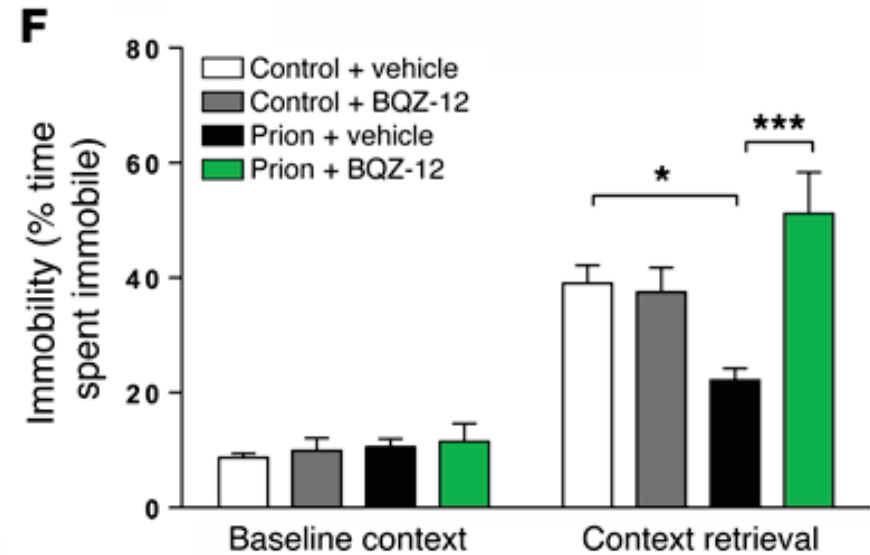 F
80
60
40
20
0
Immobility (% time
spent immobile)
Control + vehicle
Control + BQZ-12
Prion + vehicle
Prion + BQZ-12
*
***
Baseline context
Context retrieval